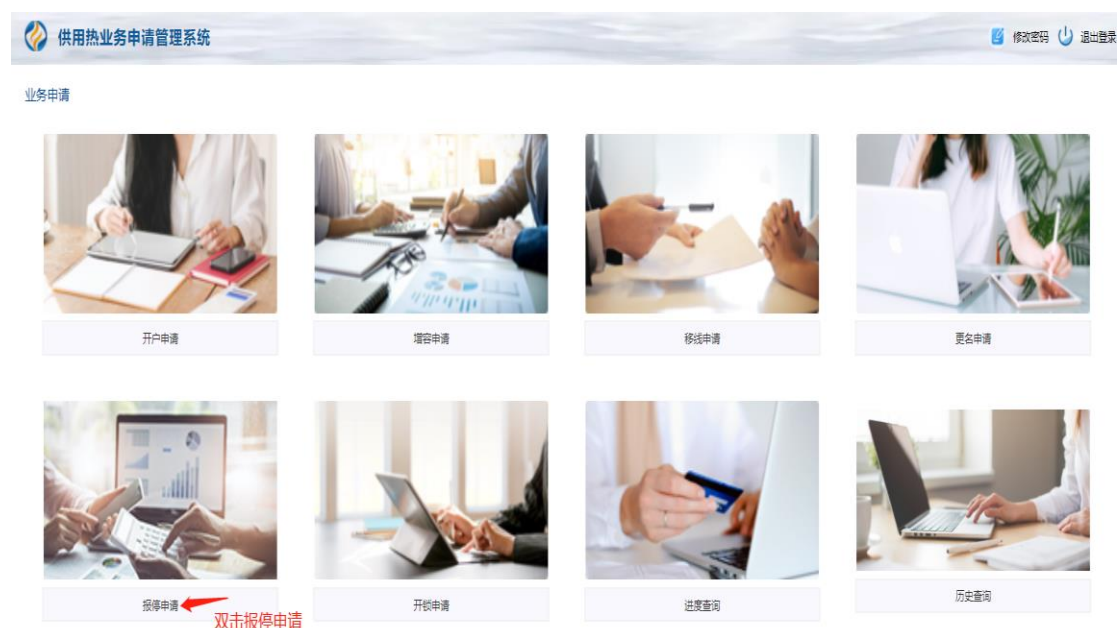 供用热业务申请管理系统
修改密码 退出登录
业务申请
开户申请 增容申请 移线申请 更名申请
报停申请 开锁申请 进度查询 历史查询
双击报停申请